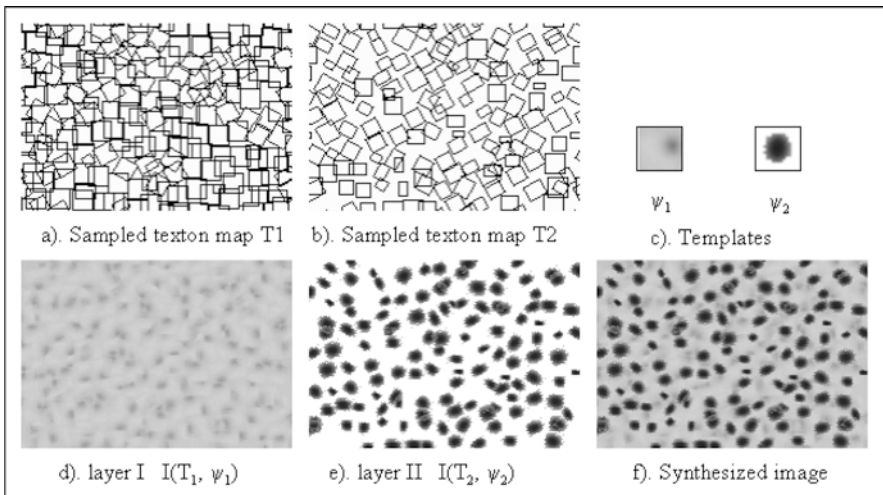 ψ₁
ψ₂
a). Sampled texton map T1
b). Sampled texton map T2
c). Templates
d). layer I I(T₁, ψ₁)
e). layer II I(T₂, ψ₂)
f). Synthesized image